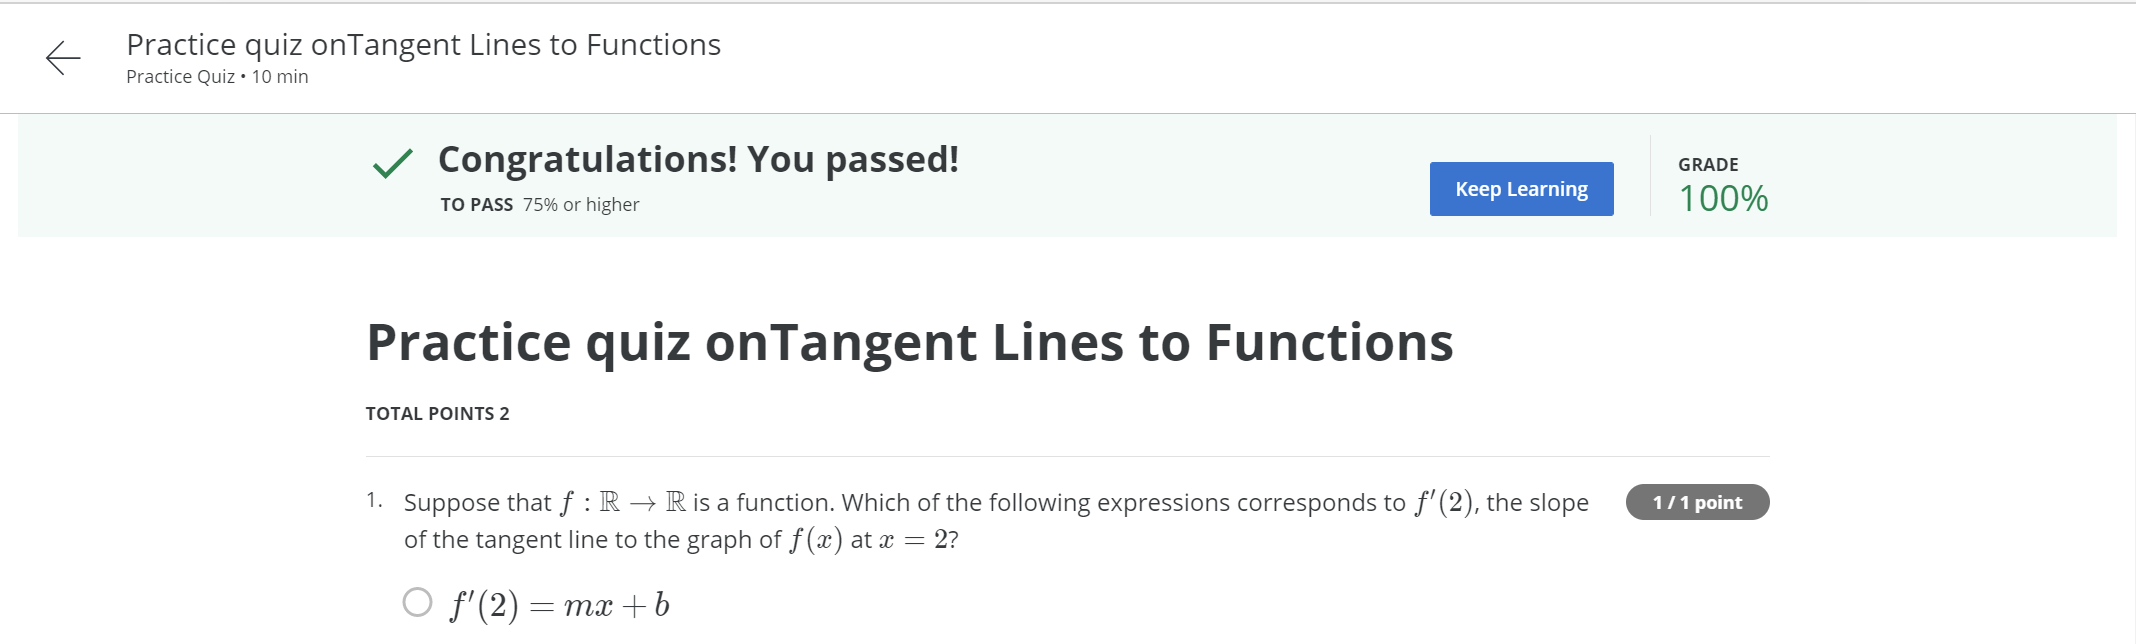 Practice quiz onTangent Lines to Functions
Practice Quiz • 10 min
Congratulations! You passed!
TO PASS 75% or higher
Keep Learning
GRADE
100%
Practice quiz onTangent Lines to Functions
TOTAL POINTS 2
1. Suppose that f : ℝ → ℝ is a function. Which of the following expressions corresponds to f′(2), the slope
1 / 1 point
of the tangent line to the graph of f(x) at x = 2?
f′(2) = mx + b